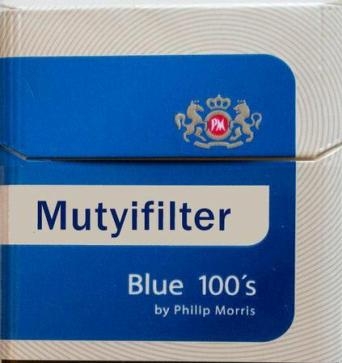 PM
Mutyifilter
Blue 100's
by Philip Morris